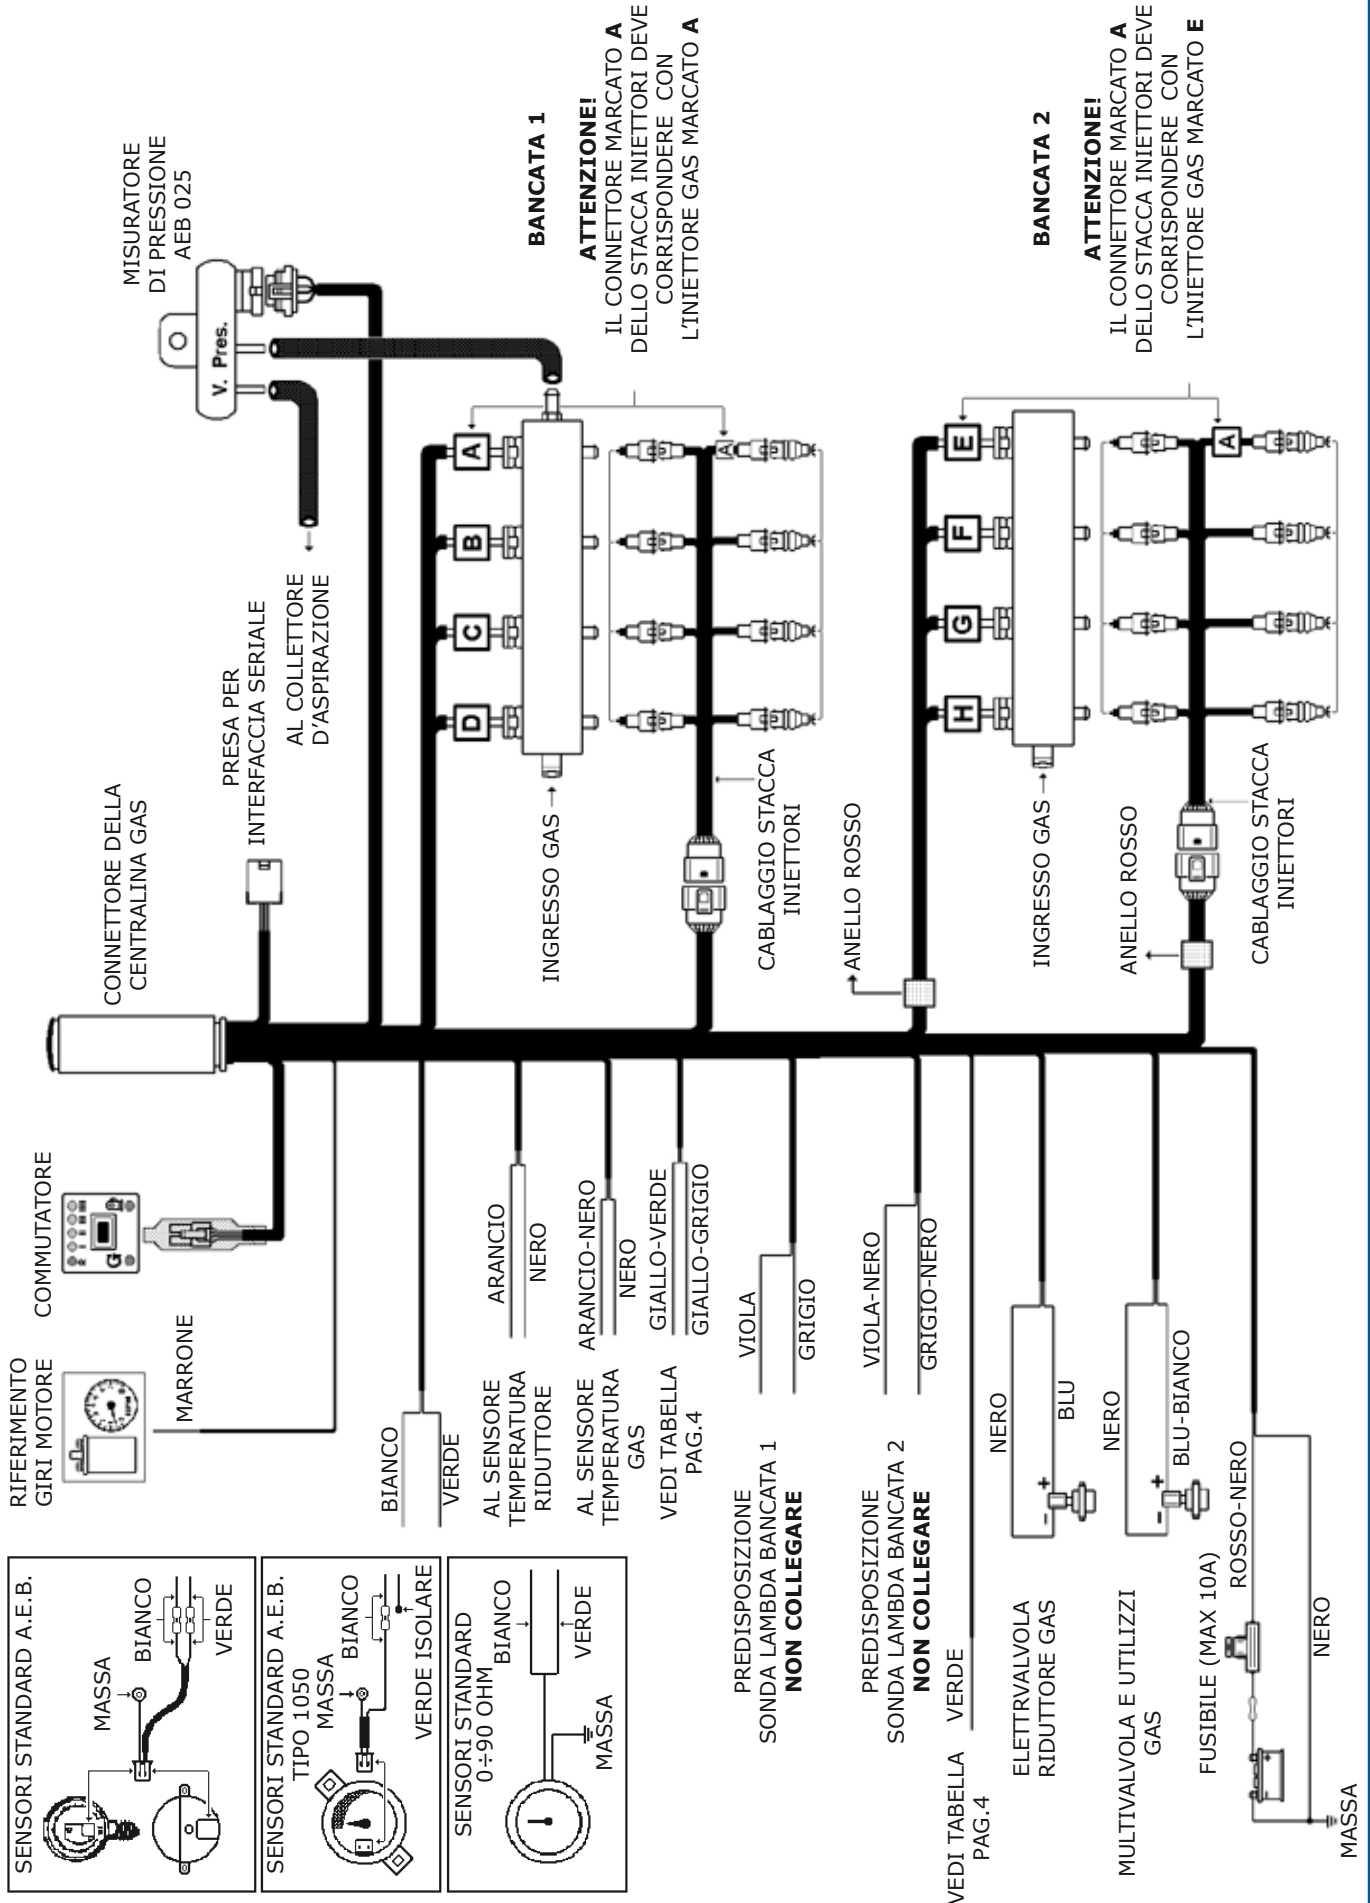 SENSORI STANDARD A.E.B.
MASSA
BIANCO
VERDE
SENSORI STANDARD A.E.B.
TIPO 1050
MASSA
BIANCO
VERDE ISOLARE
SENSORI STANDARD
0÷90 OHM
BIANCO
VERDE
MASSA
RIFERIMENTO
GIRI MOTORE
MARRONE
COMMUTATORE
G
CONNETTORE DELLA
CENTRALINA GAS
PRESA PER
INTERFACCIA SERIALE
AL COLLETTORE
D'ASPIRAZIONE
MISURATORE
DI PRESSIONE
AEB 025
V. Pres.
BIANCO
VERDE
AL SENSORE
TEMPERATURA
RIDUTTORE
ARANCIO
NERO
AL SENSORE
TEMPERATURA
GAS
ARANCIO-NERO
NERO
VEDI TABELLA
PAG.4
GIALLO-VERDE
GIALLO-GRIGIO
PREDISPOSIZIONE
SONDA LAMBDA BANCATA 1
NON COLLEGARE
VIOLA
GRIGIO
PREDISPOSIZIONE
SONDA LAMBDA BANCATA 2
NON COLLEGARE
VIOLA-NERO
GRIGIO-NERO
VEDI TABELLA
PAG.4
VERDE
ELETTRVALVOLA
RIDUTTORE GAS
NERO
- +
BLU
MULTIVALVOLA E UTILIZZI
GAS
NERO
- +
BLU-BIANCO
FUSIBILE (MAX 10A)
ROSSO-NERO
NERO
MASSA
D C B A
INGRESSO GAS
A
CABLAGGIO STACCA
INIETTORI
BANCATA 1
ATTENZIONE!
IL CONNETTORE MARCATO A
DELLO STACCA INIETTORI DEVE
CORRISPONDERE CON
L'INIETTORE GAS MARCATO A
ANELLO ROSSO
H G F E
INGRESSO GAS
ANELLO ROSSO
A
CABLAGGIO STACCA
INIETTORI
BANCATA 2
ATTENZIONE!
IL CONNETTORE MARCATO A
DELLO STACCA INIETTORI DEVE
CORRISPONDERE CON
L'INIETTORE GAS MARCATO E